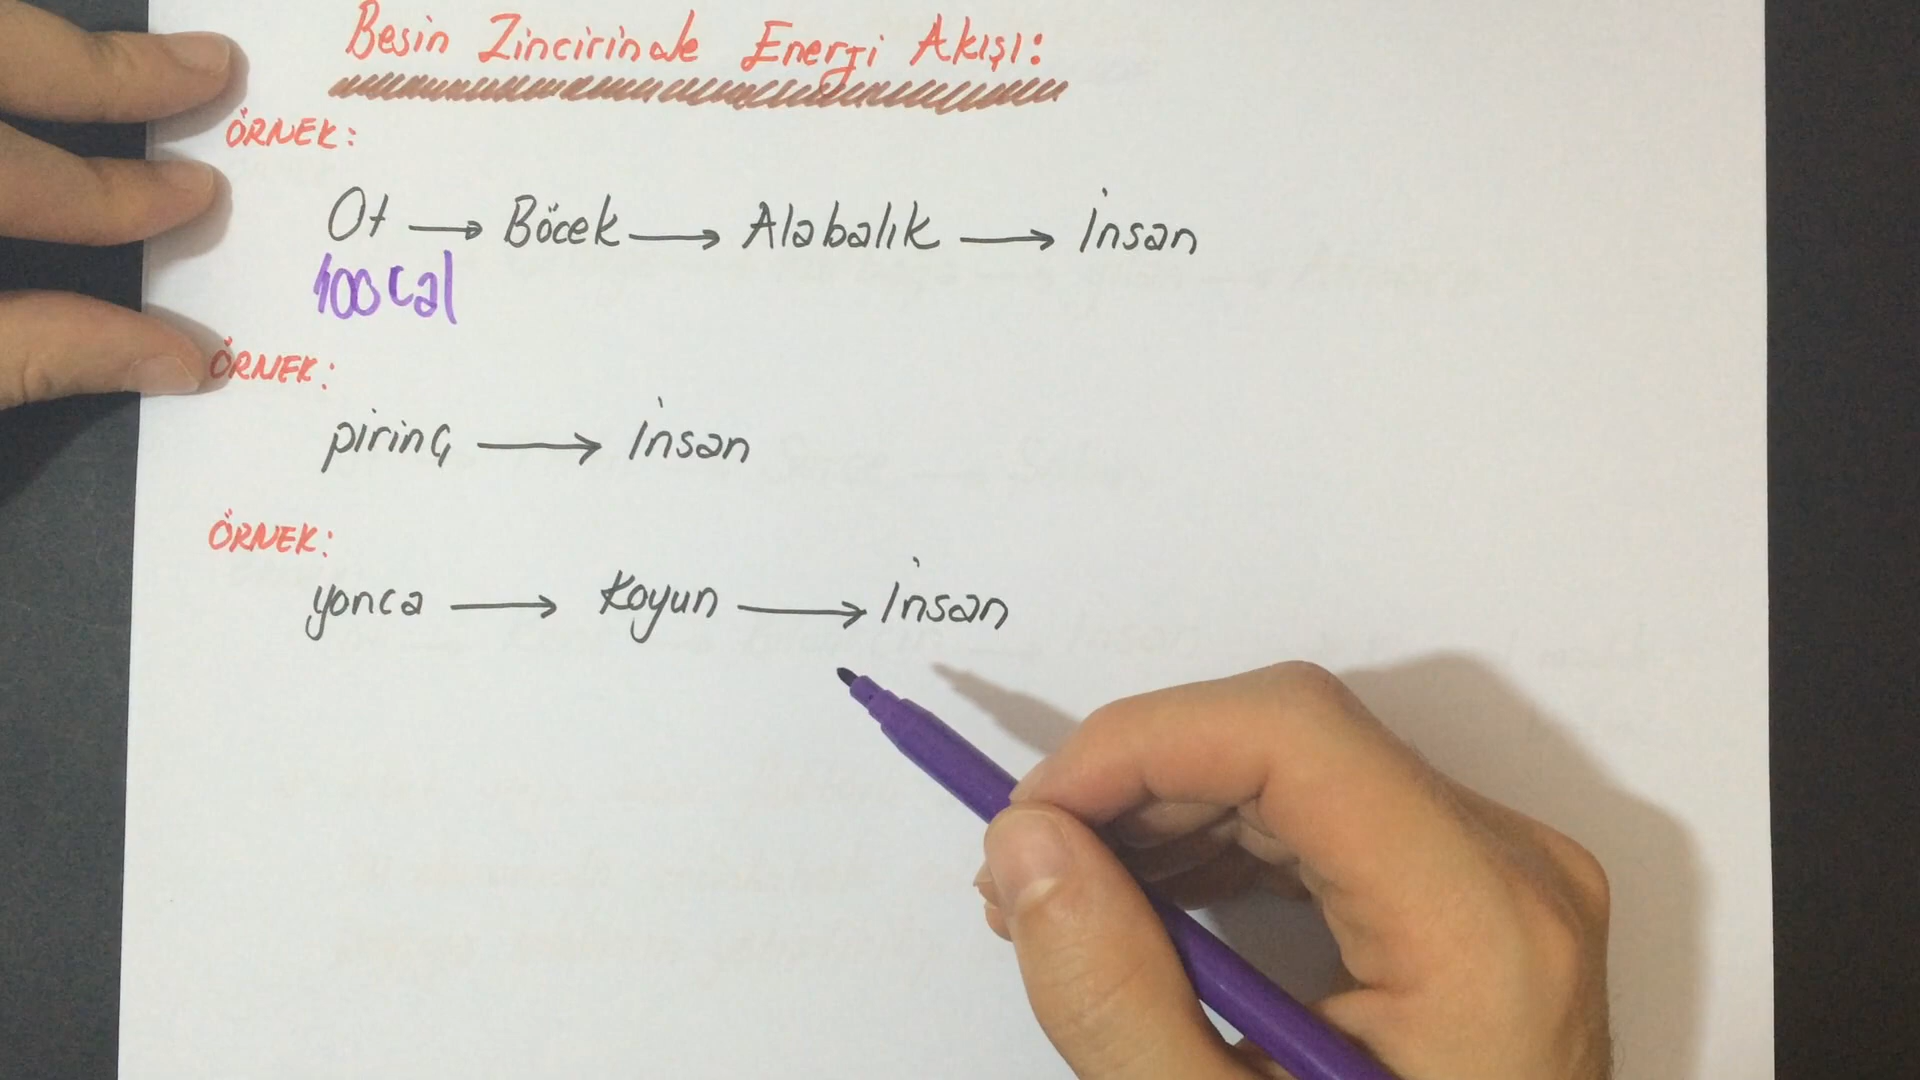 Besin Zincirinde Enerji Akışı:
ÖRNEK:
Ot → Böcek → Alabalık → İnsan
100 cal
ÖRNEK:
pirinç → İnsan
ÖRNEK:
yonca → Koyun → İnsan